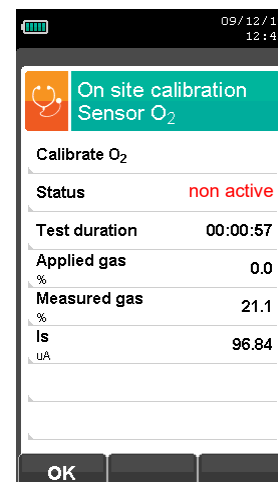 09/12/1
12:4
On site calibration
Sensor O₂
Calibrate O₂
Status non active
Test duration 00:00:57
Applied gas 0.0
%
Measured gas 21.1
%
Is 96.84
uA
OK